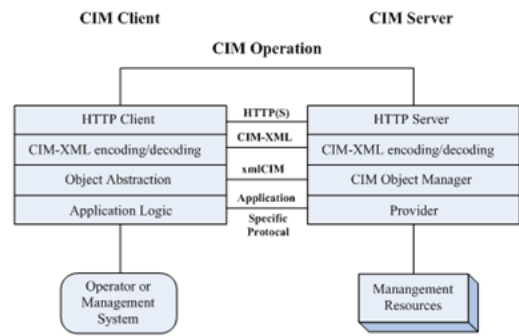 CIM Client
CIM Server
CIM Operation
HTTP Client
HTTP(S)
HTTP Server
CIM-XML encoding/decoding
CIM-XML
CIM-XML encoding/decoding
Object Abstraction
xmlCIM
CIM Object Manager
Application Logic
Application
Specific
Protocal
Provider
Operator or
Management
System
Manangement
Resources